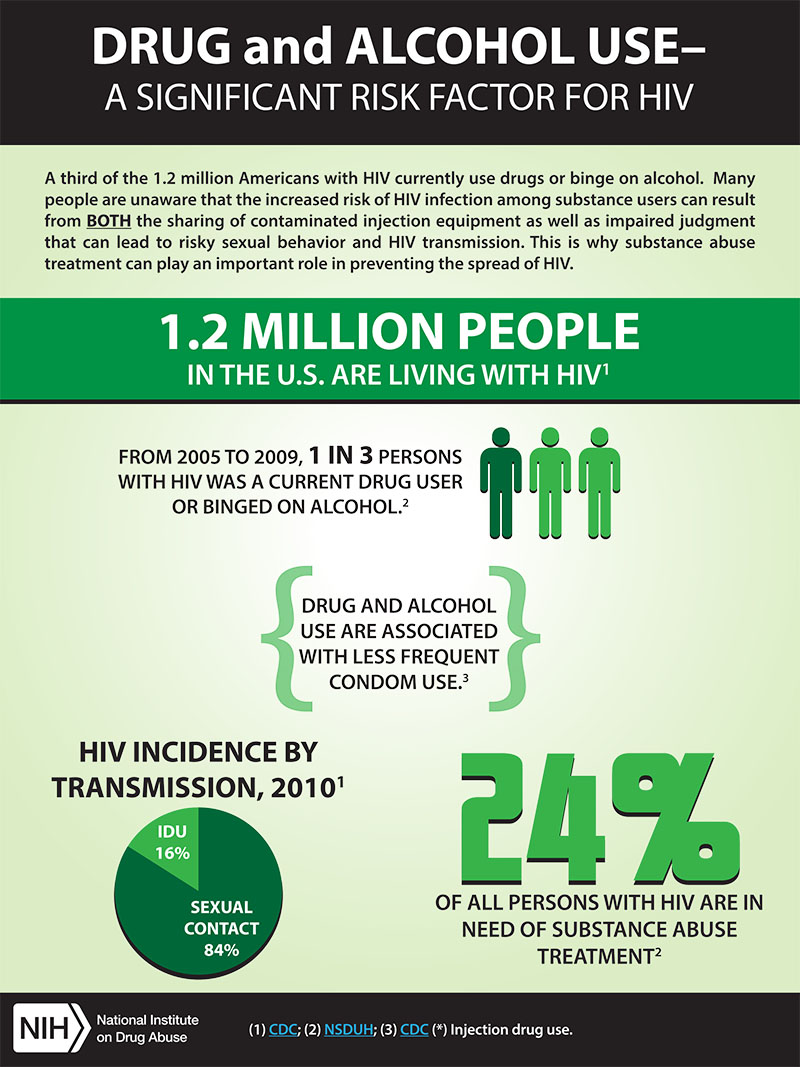 DRUG and ALCOHOL USE–
A SIGNIFICANT RISK FACTOR FOR HIV
A third of the 1.2 million Americans with HIV currently use drugs or binge on alcohol. Many
people are unaware that the increased risk of HIV infection among substance users can result
from BOTH the sharing of contaminated injection equipment as well as impaired judgment
that can lead to risky sexual behavior and HIV transmission. This is why substance abuse
treatment can play an important role in preventing the spread of HIV.
1.2 MILLION PEOPLE
IN THE U.S. ARE LIVING WITH HIV¹
FROM 2005 TO 2009, 1 IN 3 PERSONS
WITH HIV WAS A CURRENT DRUG USER
OR BINGED ON ALCOHOL.²
DRUG AND ALCOHOL
USE ARE ASSOCIATED
WITH LESS FREQUENT
CONDOM USE.³
HIV INCIDENCE BY
TRANSMISSION, 2010¹
IDU
16%
SEXUAL
CONTACT
84%
24%
OF ALL PERSONS WITH HIV ARE IN
NEED OF SUBSTANCE ABUSE
TREATMENT²
NIH
National Institute
on Drug Abuse
(1) CDC; (2) NSDUH; (3) CDC (*) Injection drug use.